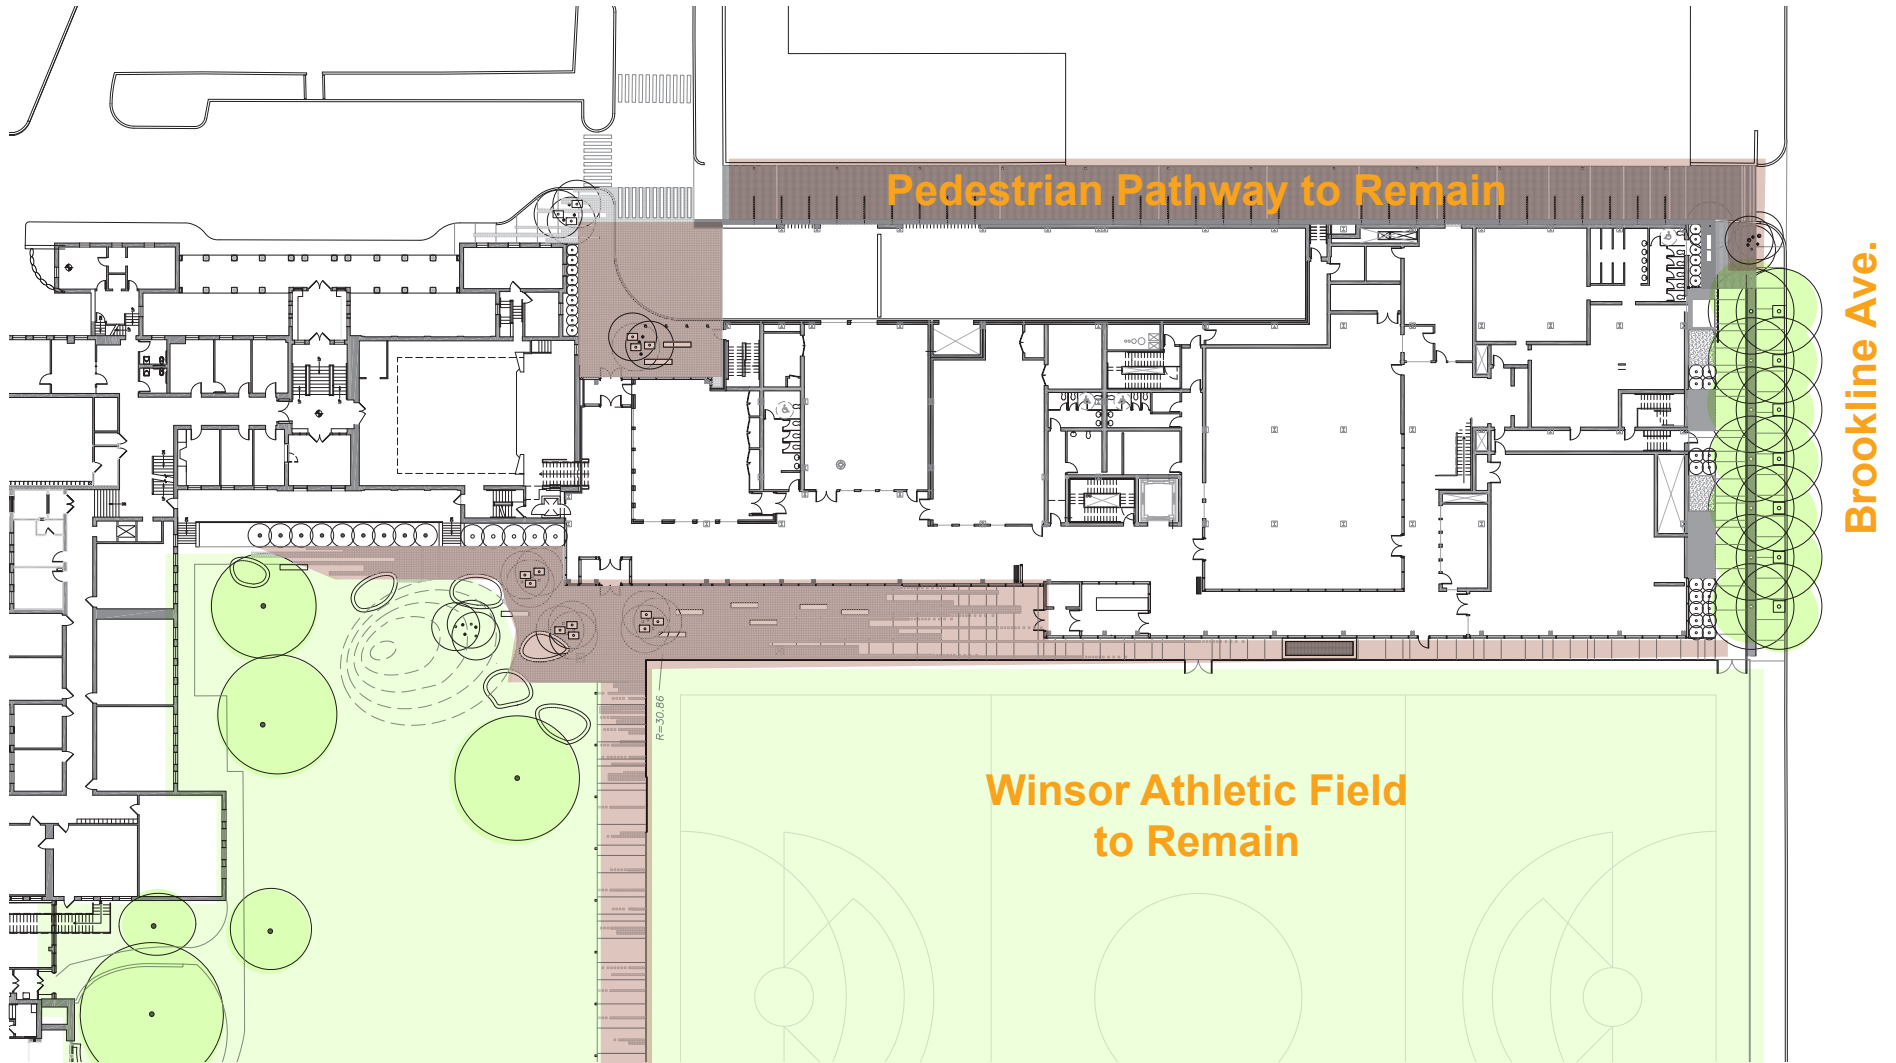 Pedestrian Pathway to Remain
Brookline Ave.
R=30.86
Winsor Athletic Field
to Remain